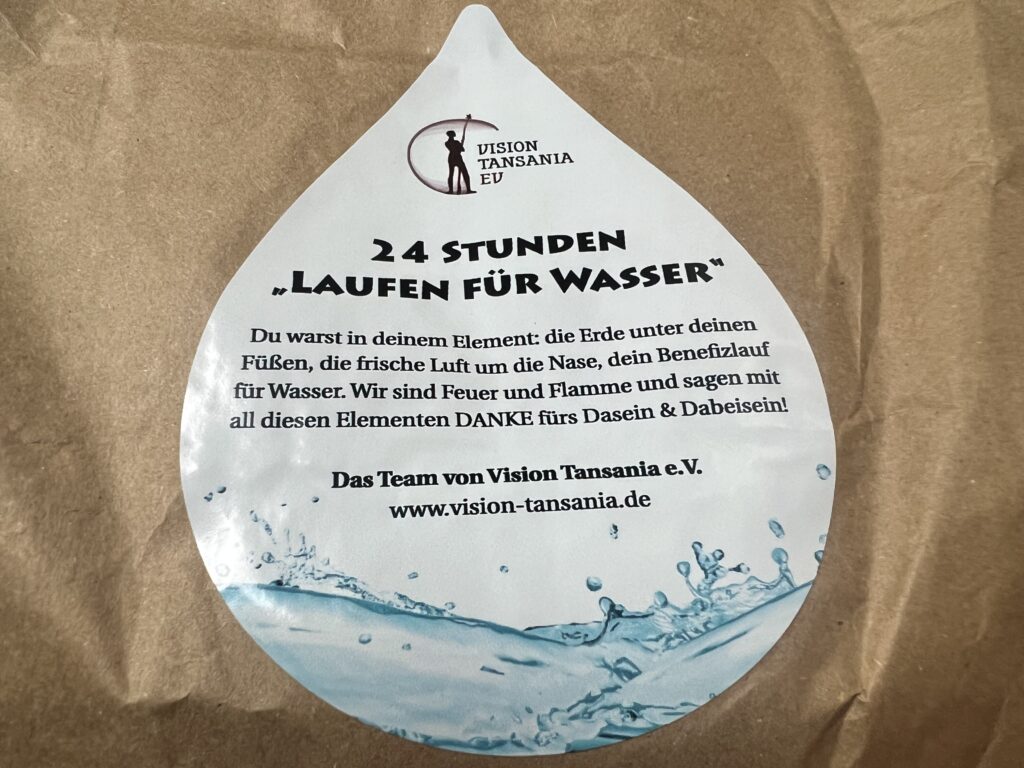 VISION
TANSANIA
EV
24 STUNDEN
„LAUFEN FÜR WASSER“
Du warst in deinem Element: die Erde unter deinen
Füßen, die frische Luft um die Nase, dein Benefizlauf
für Wasser. Wir sind Feuer und Flamme und sagen mit
all diesen Elementen DANKE fürs Dasein & Dabeisein!
Das Team von Vision Tansania e.V.
www.vision-tansania.de